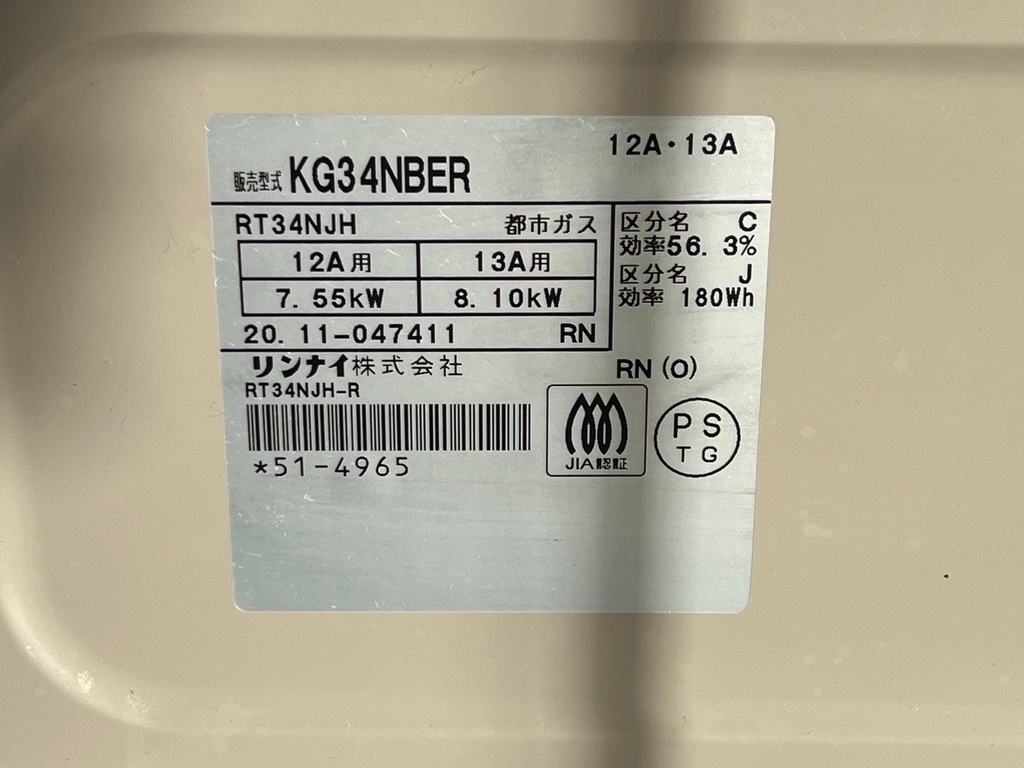 12A・13A
販売型式 KG34NBER
RT34NJH 都市ガス
12A用 13A用
7.55kW 8.10kW
20.11-047411 RN
区分名 C
効率56.3%
区分名 J
効率 180Wh
リンナイ株式会社
RN (O)
RT34NJH-R
*51-4965
JIA認証
PS
TG